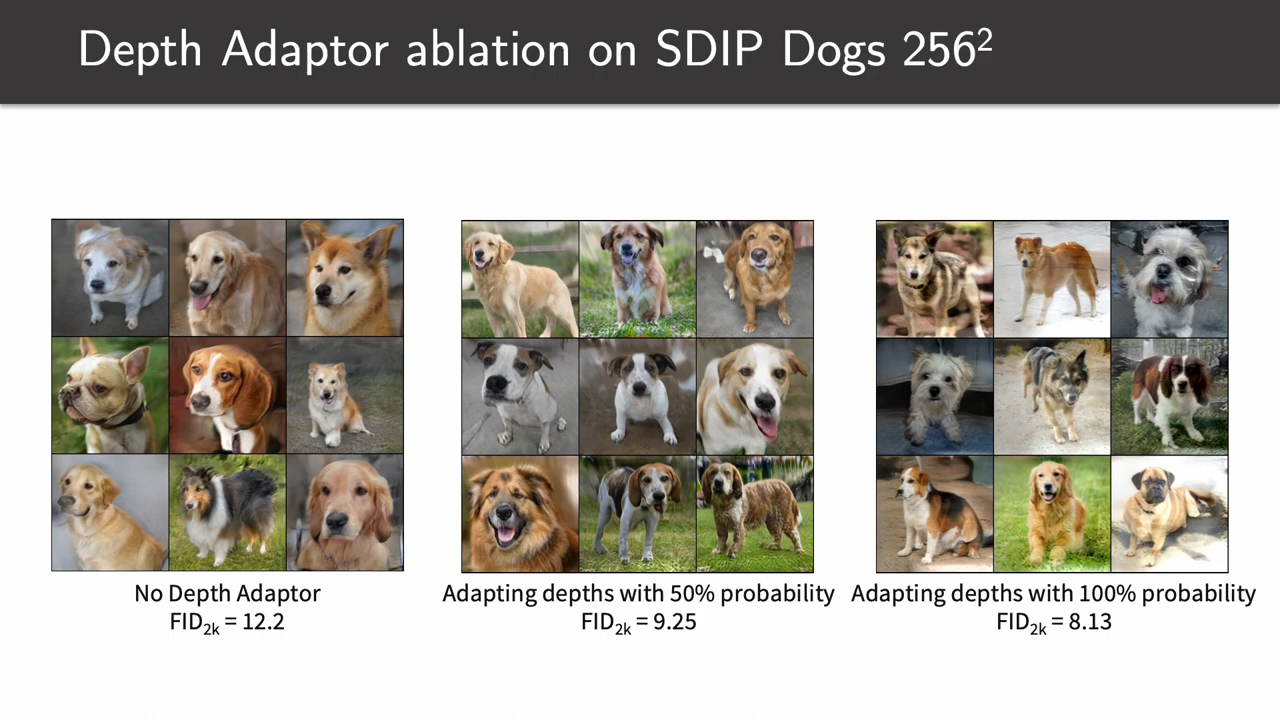 Depth Adaptor ablation on SDIP Dogs 256²
No Depth Adaptor
FID2k = 12.2
Adapting depths with 50% probability
FID2k = 9.25
Adapting depths with 100% probability
FID2k = 8.13